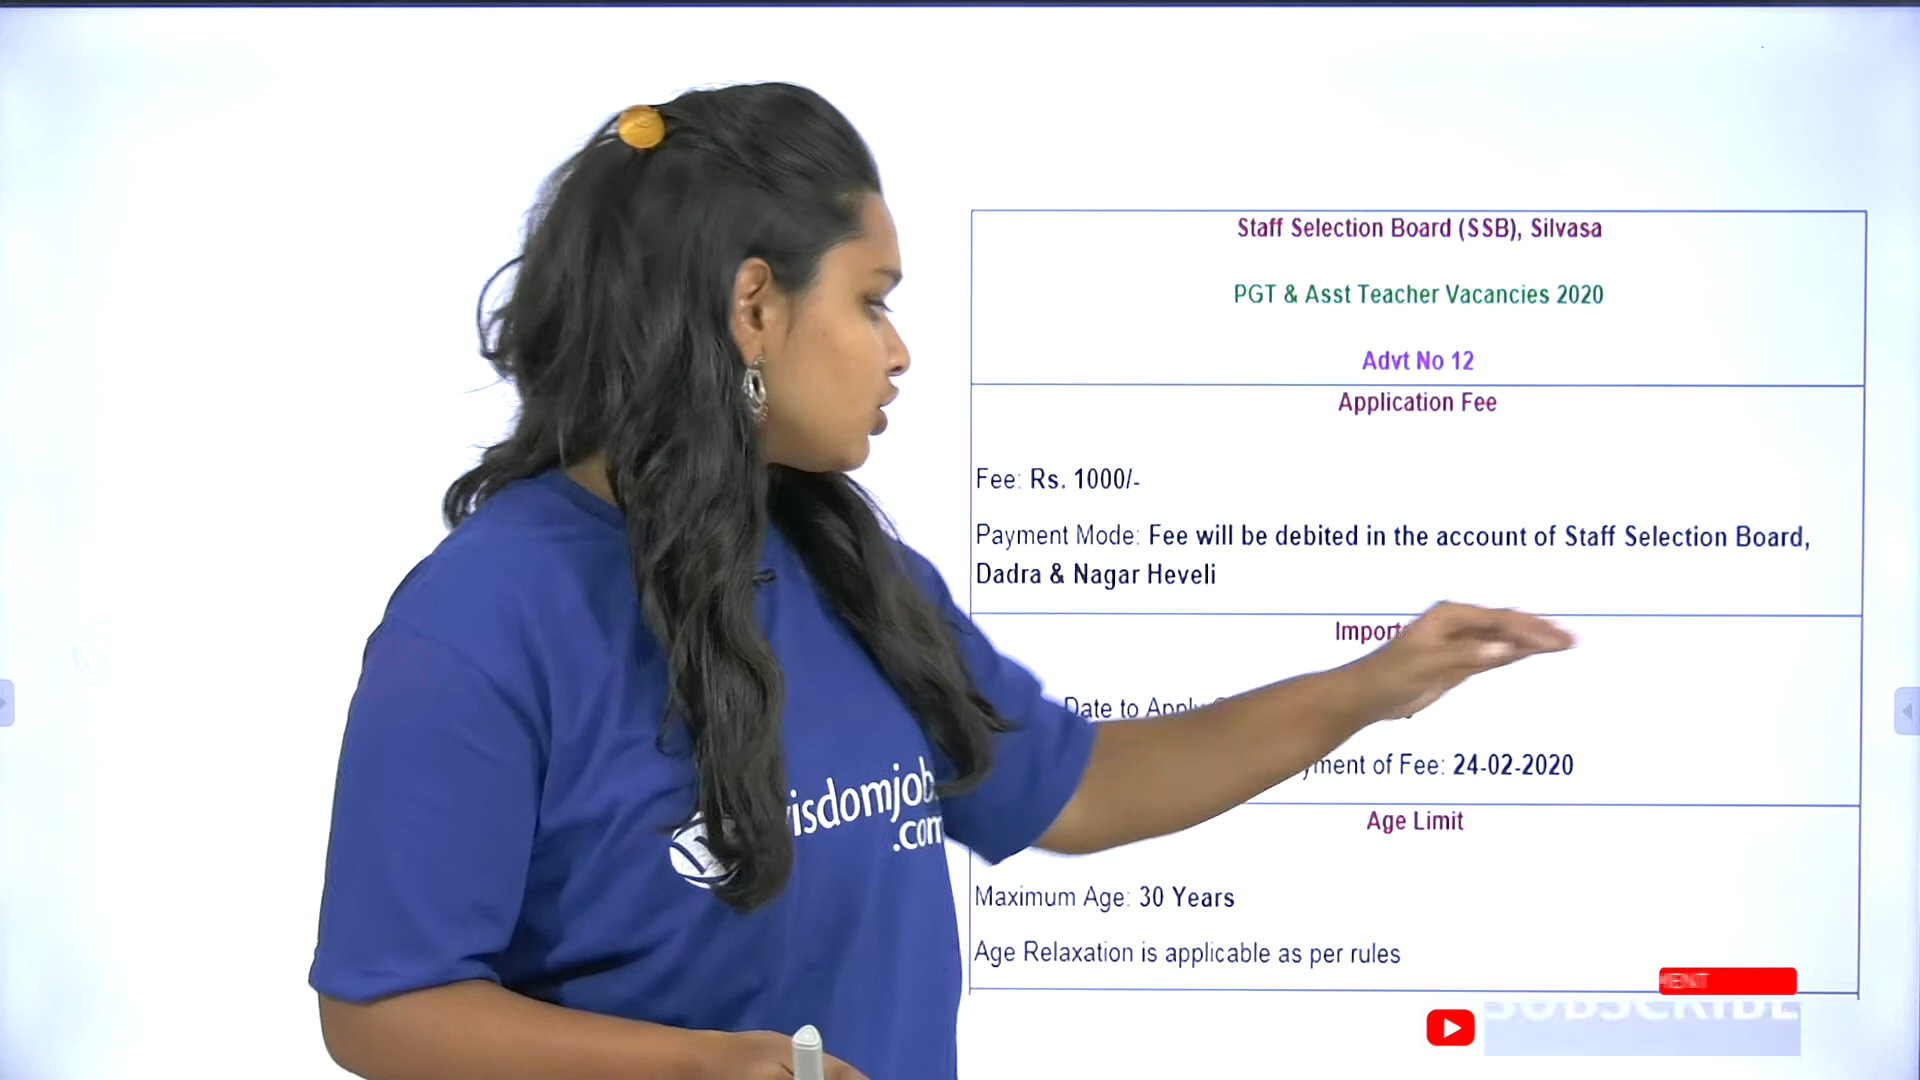 Staff Selection Board (SSB), Silvasa
PGT & Asst Teacher Vacancies 2020
Advt No 12
Application Fee
Fee: Rs. 1000/-
Payment Mode: Fee will be debited in the account of Staff Selection Board,
Dadra & Nagar Heveli
Date to Apply
of Fee: 24-02-2020
Age Limit
Maximum Age: 30 Years
Age Relaxation is applicable as per rules
isdomjob
.com
SUBSCRIBE